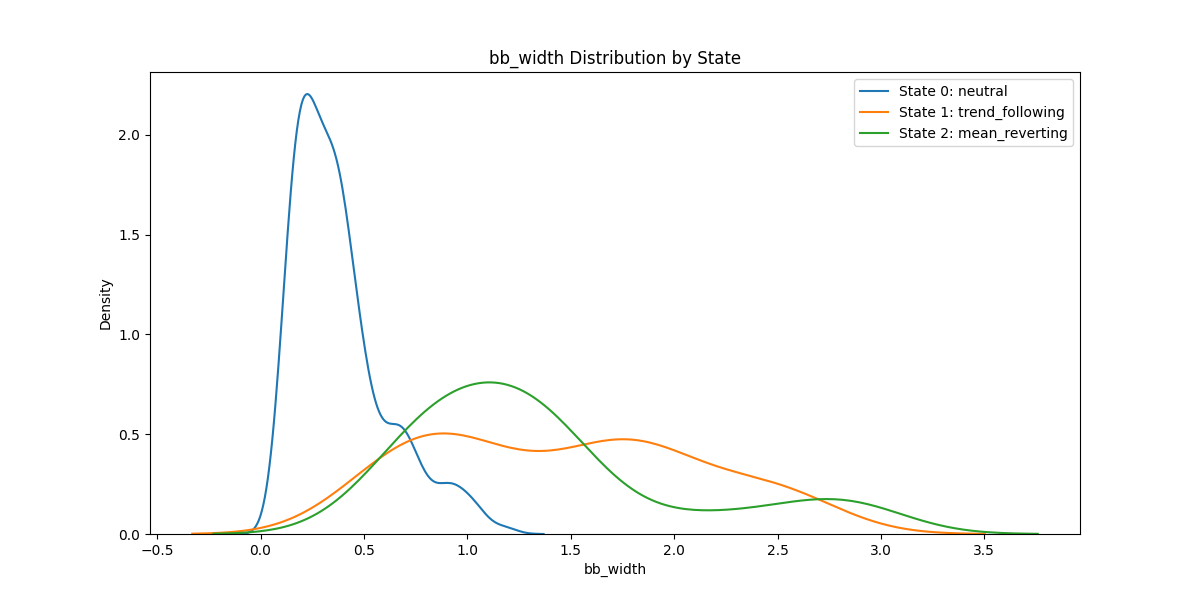 bb_width Distribution by State
State 0: neutral
State 1: trend_following
State 2: mean_reverting
Density
2.0
1.5
1.0
0.5
0.0
−0.5 0.0 0.5 1.0 1.5 2.0 2.5 3.0 3.5
bb_width